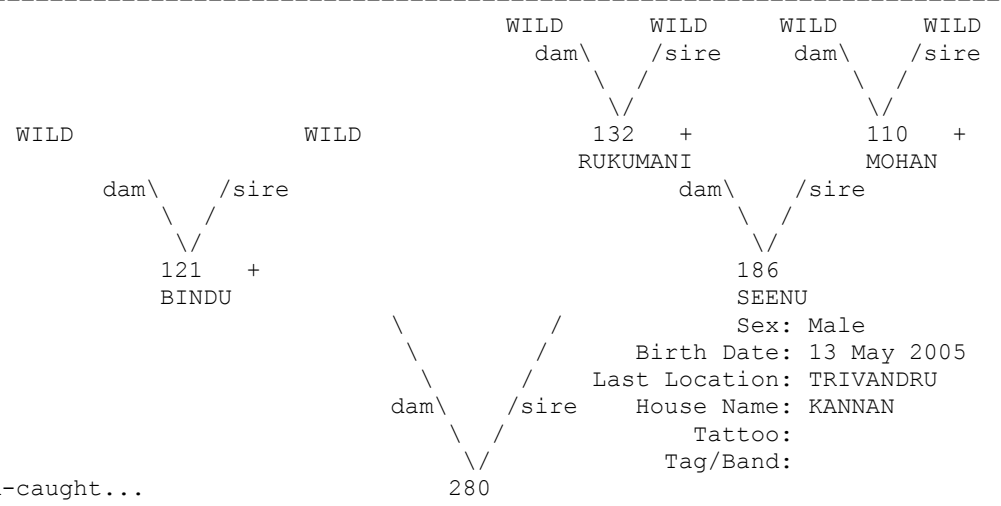 WILD WILD WILD WILD
dam\ /sire dam\ /sire
\ / \ /
\/ \/
WILD WILD 132 + 110 +
RUKUMANI MOHAN
dam\ /sire dam\ /sire
\ / \ /
\/ \/
121 + 186
BINDU SEENU
\ / Sex: Male
\ / Birth Date: 13 May 2005
\ / Last Location: TRIVANDRU
dam\ /sire House Name: KANNAN
\ / Tattoo:
\/ Tag/Band:
-caught... 280